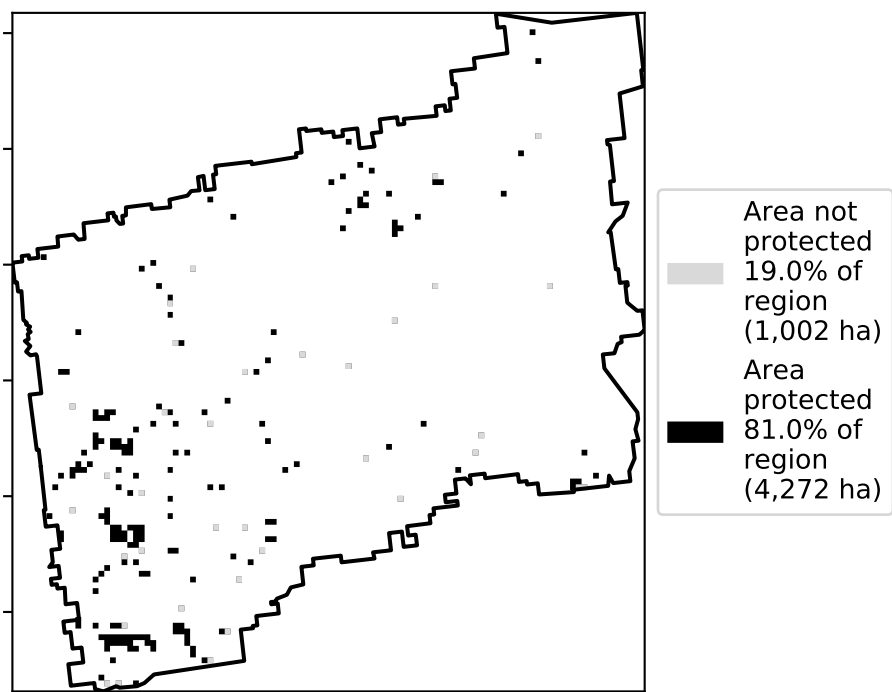 Area not
protected
19.0% of
region
(1,002 ha)
Area
protected
81.0% of
region
(4,272 ha)